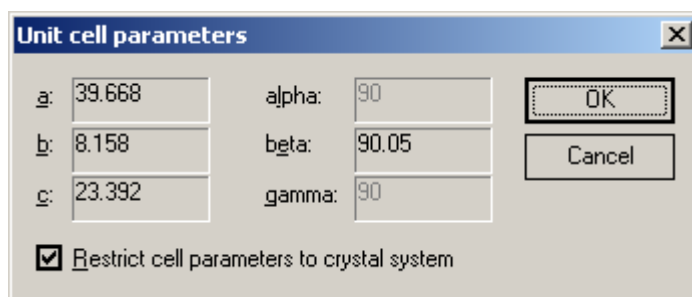 Unit cell parameters
a: 39.668 alpha: 90 OK
b: 8.158 beta: 90.05 Cancel
c: 23.392 gamma: 90
Restrict cell parameters to crystal system